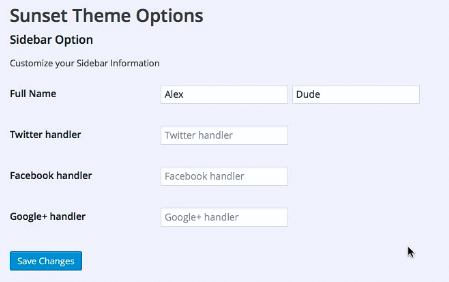 Sunset Theme Options
Sidebar Option
Customize your Sidebar Information
Full Name Alex Dude
Twitter handler Twitter handler
Facebook handler Facebook handler
Google+ handler Google+ handler
Save Changes